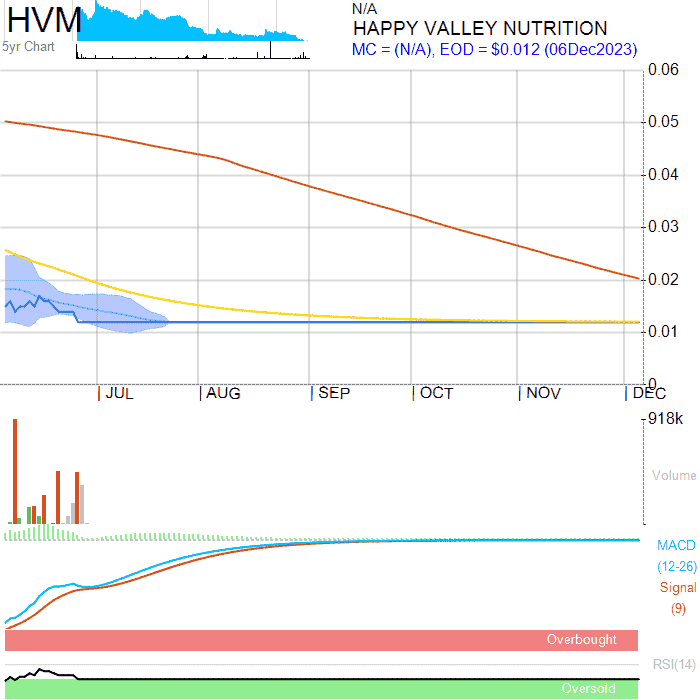 HVM
5yr Chart
N/A
HAPPY VALLEY NUTRITION
MC = (N/A), EOD = $0.012 (06Dec2023)
0.06
0.05
0.04
0.03
0.02
0.01
0
JUL AUG SEP OCT NOV DEC
918k
Volume
MACD
(12-26)
Signal
(9)
Overbought
RSI(14)
Oversold